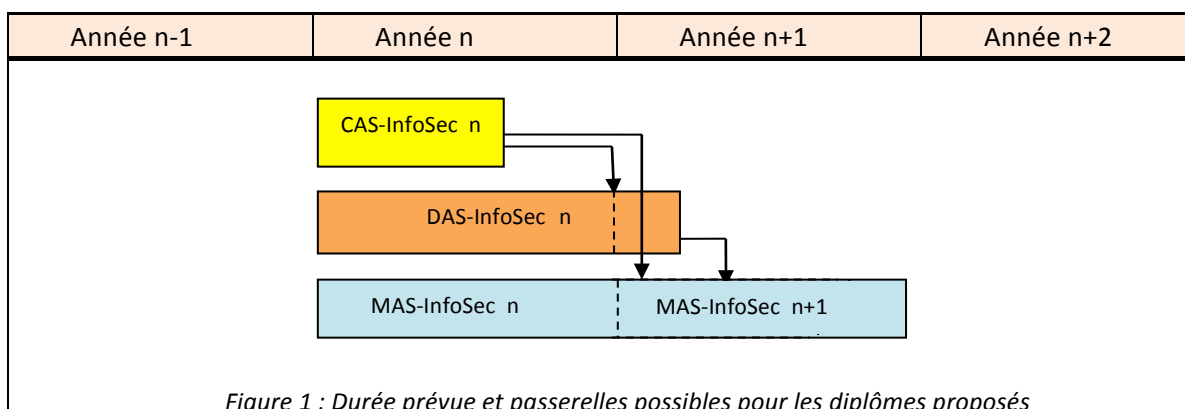 Année n-1 Année n Année n+1 Année n+2
CAS-InfoSec n
DAS-InfoSec n
MAS-InfoSec n MAS-InfoSec n+1
Figure 1 : Durée prévue et passerelles possibles pour les diplômes proposés